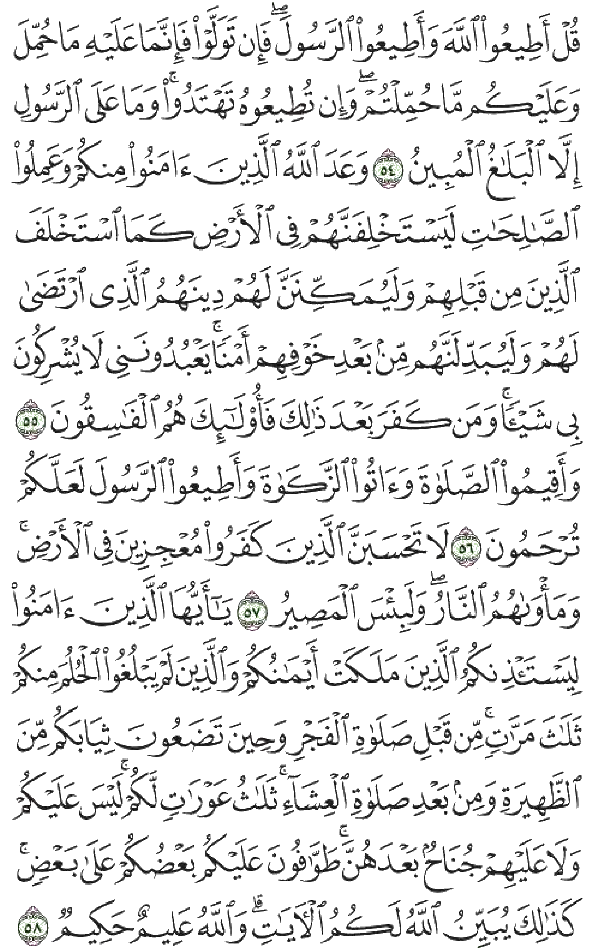 قُلْ أَطِيعُوا۟ ٱللَّهَ وَأَطِيعُوا۟ ٱلرَّسُولَ ۖ فَإِن تَوَلَّوْا۟ فَإِنَّمَا عَلَيْهِ مَا حُمِّلَ
وَعَلَيْكُم مَّا حُمِّلْتُمْ ۖ وَإِن تُطِيعُوهُ تَهْتَدُوا۟ ۚ وَمَا عَلَى ٱلرَّسُولِ
إِلَّا ٱلْبَلَـٰغُ ٱلْمُبِينُ ٥٤ وَعَدَ ٱللَّهُ ٱلَّذِينَ ءَامَنُوا۟ مِنكُمْ وَعَمِلُوا۟
ٱلصَّـٰلِحَـٰتِ لَيَسْتَخْلِفَنَّهُمْ فِى ٱلْأَرْضِ كَمَا ٱسْتَخْلَفَ
ٱلَّذِينَ مِن قَبْلِهِمْ وَلَيُمَكِّنَنَّ لَهُمْ دِينَهُمُ ٱلَّذِى ٱرْتَضَىٰ
لَهُمْ وَلَيُبَدِّلَنَّهُم مِّنۢ بَعْدِ خَوْفِهِمْ أَمْنًا ۚ يَعْبُدُونَنِى لَا يُشْرِكُونَ
بِى شَيْـًٔا ۚ وَمَن كَفَرَ بَعْدَ ذَٰلِكَ فَأُو۟لَـٰٓئِكَ هُمُ ٱلْفَـٰسِقُونَ ٥٥
وَأَقِيمُوا۟ ٱلصَّلَوٰةَ وَءَاتُوا۟ ٱلزَّكَوٰةَ وَأَطِيعُوا۟ ٱلرَّسُولَ لَعَلَّكُمْ
تُرْحَمُونَ ٥٦ لَا تَحْسَبَنَّ ٱلَّذِينَ كَفَرُوا۟ مُعْجِزِينَ فِى ٱلْأَرْضِ ۚ
وَمَأْوَىٰهُمُ ٱلنَّارُ ۖ وَلَبِئْسَ ٱلْمَصِيرُ ٥٧ يَـٰٓأَيُّهَا ٱلَّذِينَ ءَامَنُوا۟
لِيَسْتَـْٔذِنكُمُ ٱلَّذِينَ مَلَكَتْ أَيْمَـٰنُكُمْ وَٱلَّذِينَ لَمْ يَبْلُغُوا۟ ٱلْحُلُمَ مِنكُمْ
ثَلَـٰثَ مَرَّٰتٍ ۚ مِّن قَبْلِ صَلَوٰةِ ٱلْفَجْرِ وَحِينَ تَضَعُونَ ثِيَابَكُم مِّنَ
ٱلظَّهِيرَةِ وَمِنۢ بَعْدِ صَلَوٰةِ ٱلْعِشَآءِ ۚ ثَلَـٰثُ عَوْرَٰتٍ لَّكُمْ ۚ لَيْسَ عَلَيْكُمْ
وَلَا عَلَيْهِمْ جُنَاحٌۢ بَعْدَهُنَّ ۚ طَوَّٰفُونَ عَلَيْكُم بَعْضُكُمْ عَلَىٰ بَعْضٍ ۚ
كَذَٰلِكَ يُبَيِّنُ ٱللَّهُ لَكُمُ ٱلْـَٔايَـٰتِ ۗ وَٱللَّهُ عَلِيمٌ حَكِيمٌ ٥٨